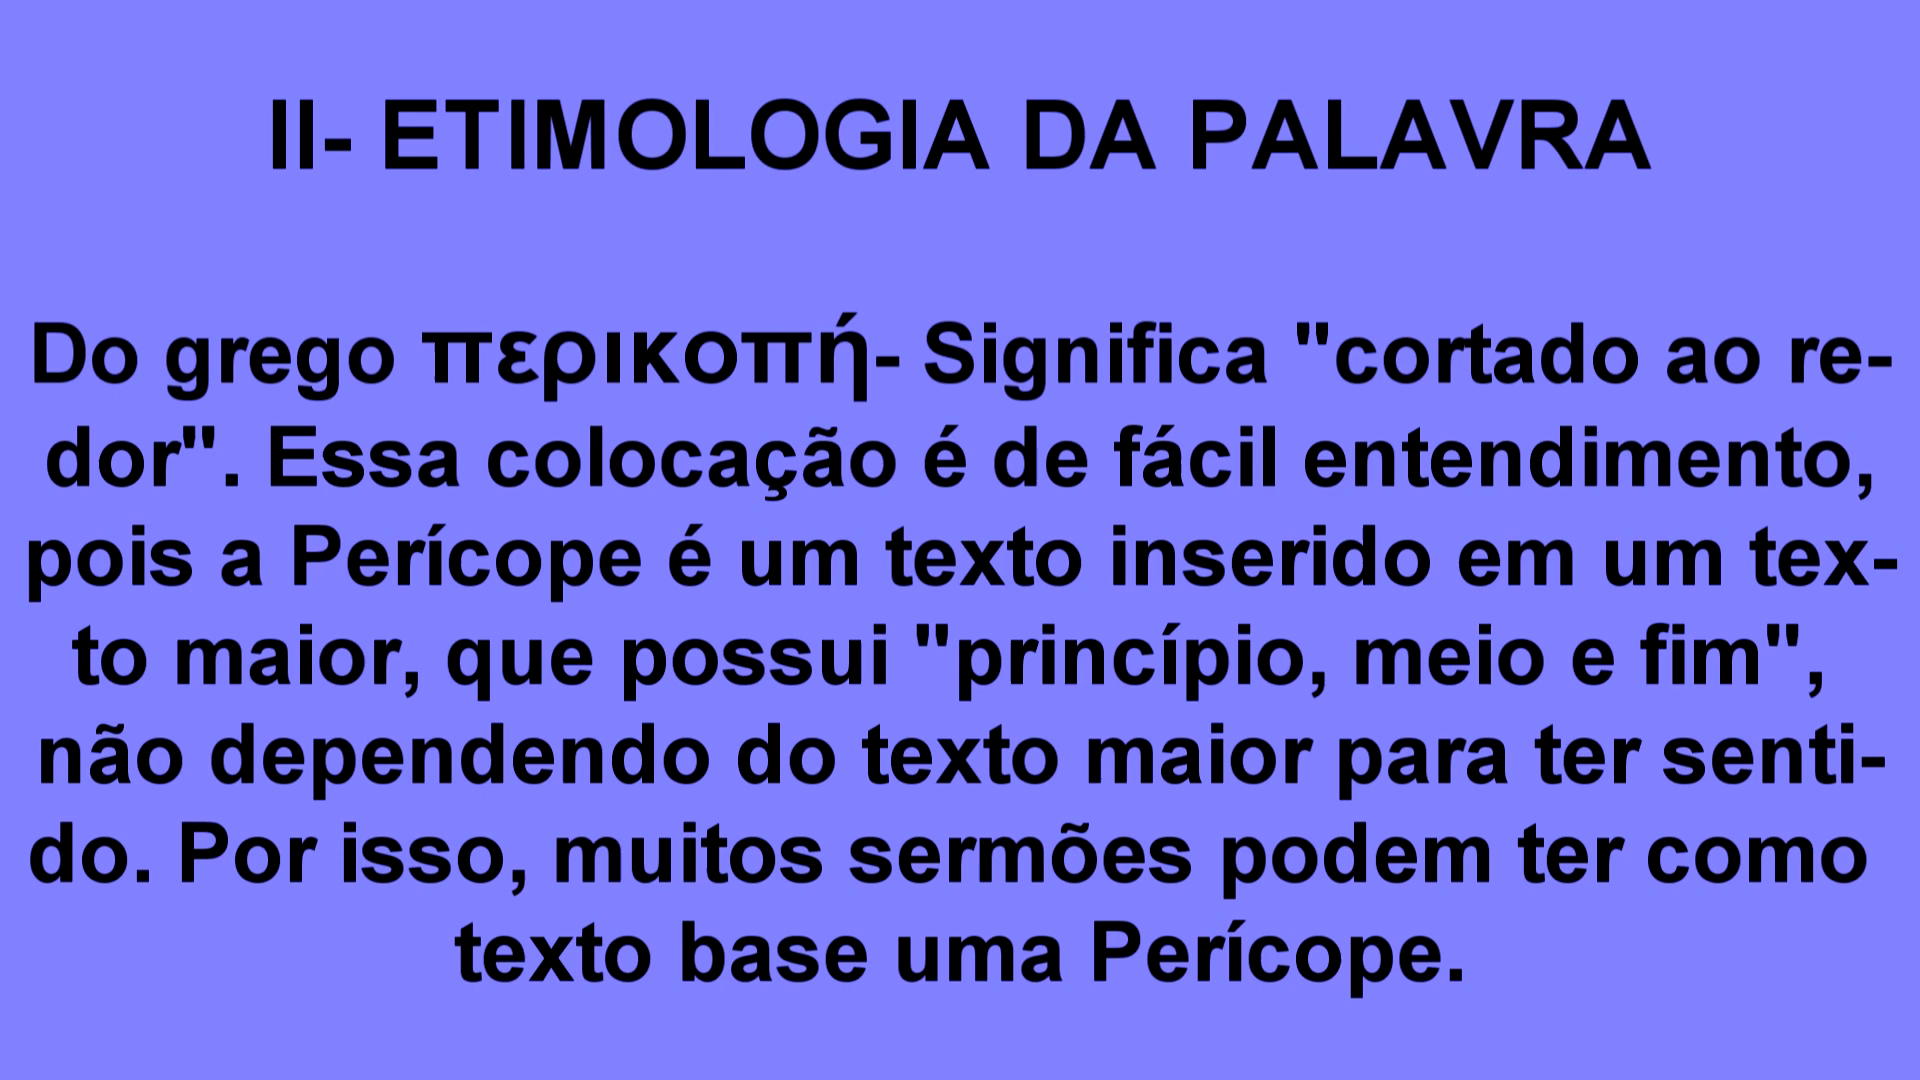 II- ETIMOLOGIA DA PALAVRA
Do grego περικοπή- Significa "cortado ao re-
dor". Essa colocação é de fácil entendimento,
pois a Perícope é um texto inserido em um tex-
to maior, que possui "princípio, meio e fim",
não dependendo do texto maior para ter senti-
do. Por isso, muitos sermões podem ter como
texto base uma Perícope.